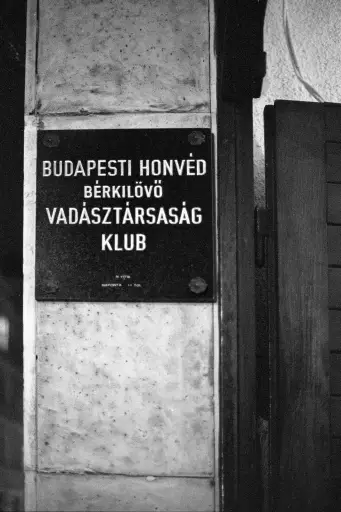 BUDAPESTI HONVÉD
BÉRKILÖVŐ
VADÁSZTÁRSASÁG
KLUB